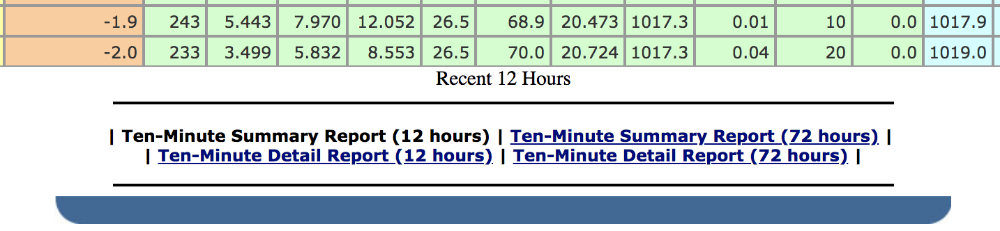 -1.9 243 5.443 7.970 12.052 26.5 68.9 20.473 1017.3 0.01 10 0.0 1017.9
-2.0 233 3.499 5.832 8.553 26.5 70.0 20.724 1017.3 0.04 20 0.0 1019.0
Recent 12 Hours
| Ten-Minute Summary Report (12 hours) | Ten-Minute Summary Report (72 hours) |
| Ten-Minute Detail Report (12 hours) | Ten-Minute Detail Report (72 hours) |